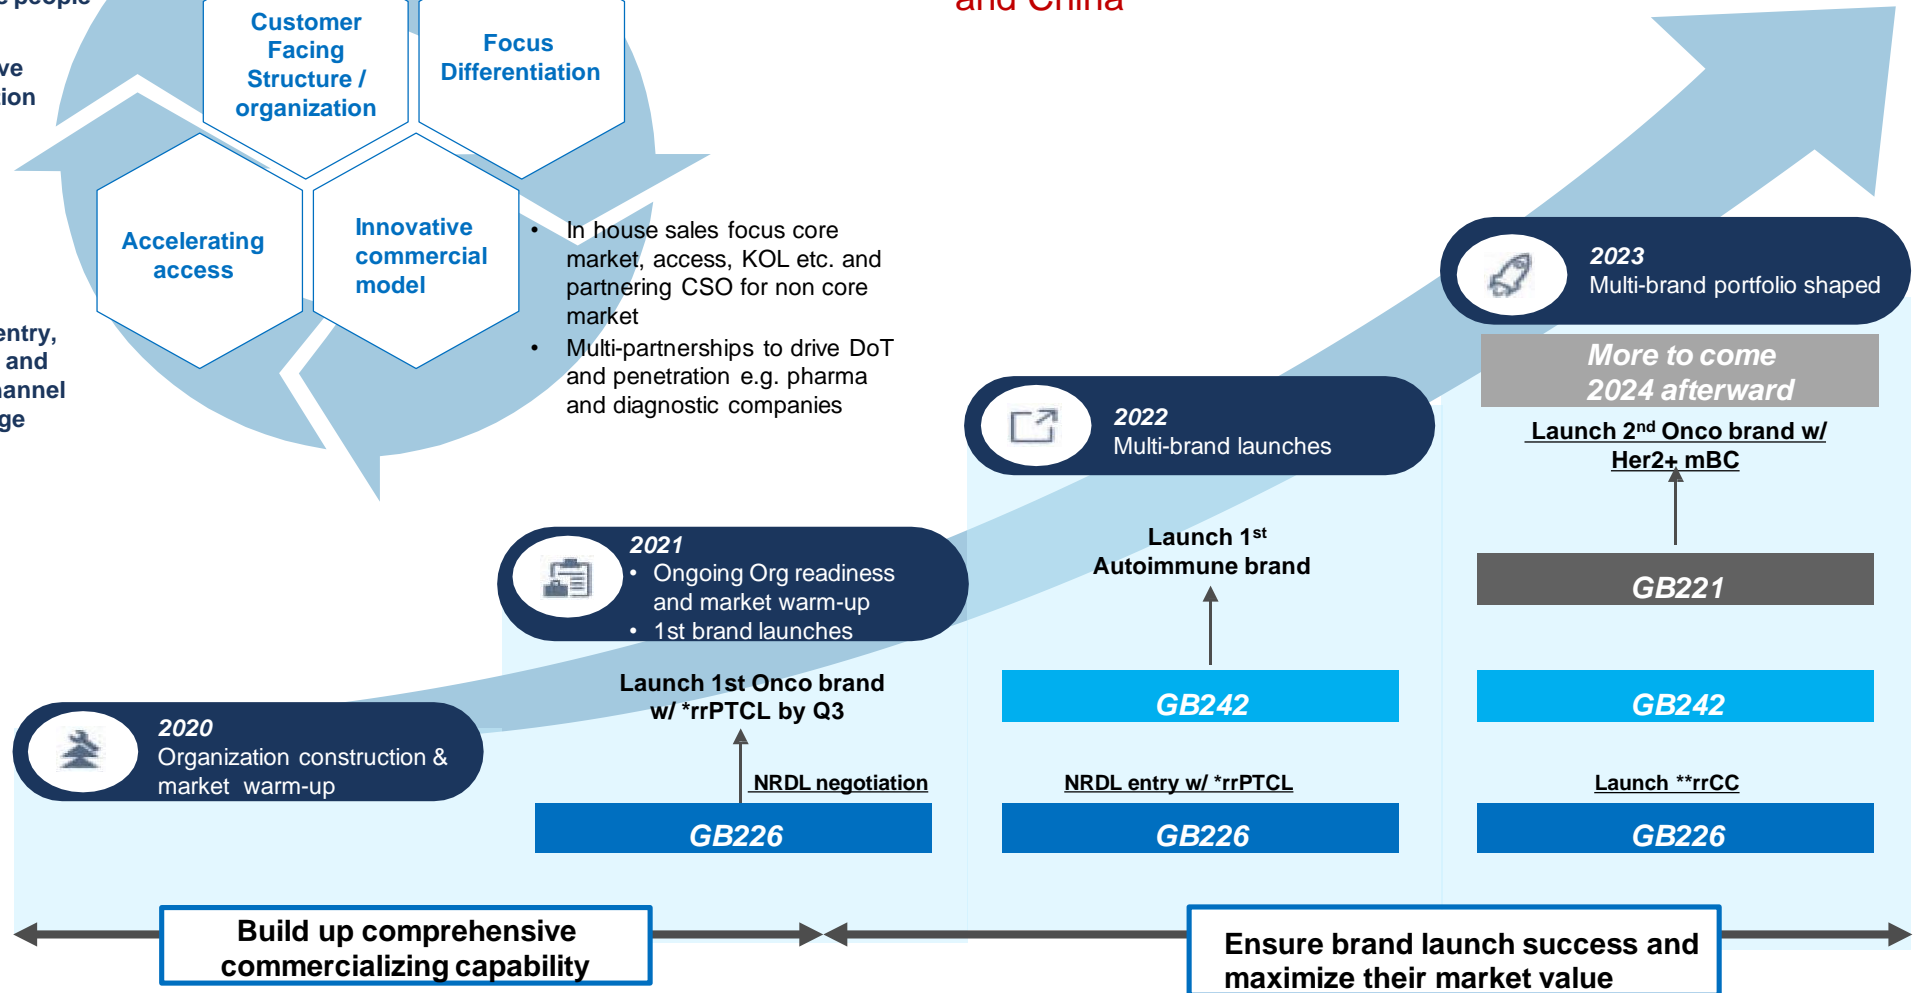 people
and China
Customer
Facing
Structure /
organization
Focus
Differentiation
Accelerating
access
Innovative
commercial
model
entry,
and
• In house sales focus core
market, access, KOL etc. and
partnering CSO for non core
market
• Multi-partnerships to drive DoT
and penetration e.g. pharma
and diagnostic companies
2020
Organization construction &
market warm-up
2021
• Ongoing Org readiness
and market warm-up
• 1st brand launches
Launch 1st Onco brand
w/ *rrPTCL by Q3
NRDL negotiation
GB226
2022
Multi-brand launches
Launch 1st
Autoimmune brand
GB242
NRDL entry w/ *rrPTCL
GB226
2023
Multi-brand portfolio shaped
More to come
2024 afterward
Launch 2nd Onco brand w/
Her2+ mBC
GB221
GB242
Launch **rrCC
GB226
Build up comprehensive
commercializing capability
Ensure brand launch success and
maximize their market value